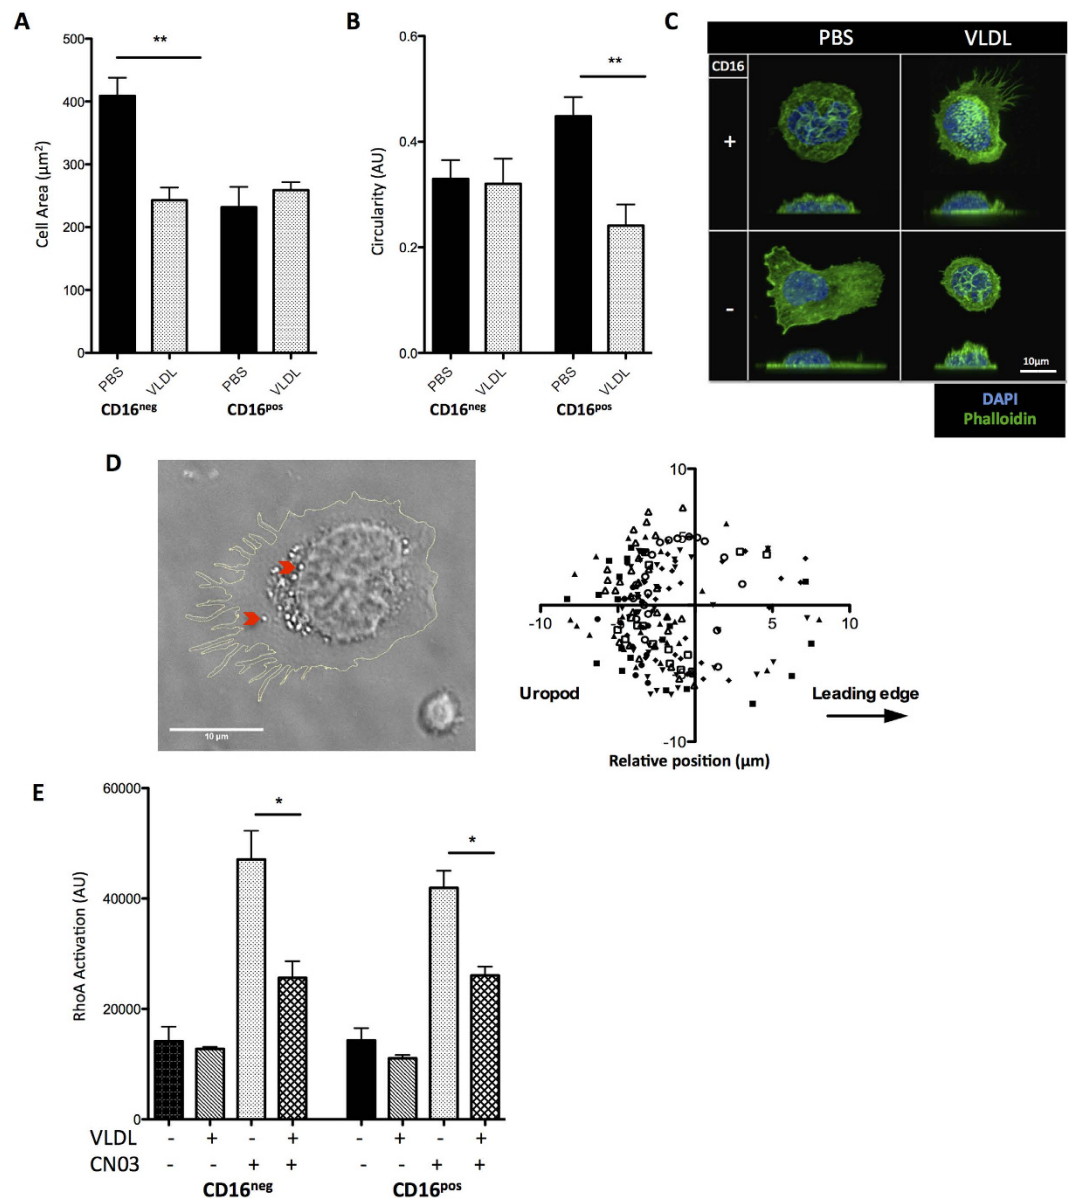 A
500
400
300
200
100
0
Cell Area (µm²)
**
PBS
VLDL
PBS
VLDL
CD16neg
CD16pos
B
0.6
0.4
0.2
0.0
Circularity (AU)
**
PBS
VLDL
PBS
VLDL
CD16neg
CD16pos
C
PBS
VLDL
CD16
+
-
10µm
DAPI
Phalloidin
D
10 µm
10
5
-10
-5
5
10
Uropod
Leading edge
-10
Relative position (µm)
E
60000
40000
20000
0
RhoA Activation (AU)
*
*
VLDL - + - + - + - +
CN03 - - + + - - + +
CD16neg
CD16pos